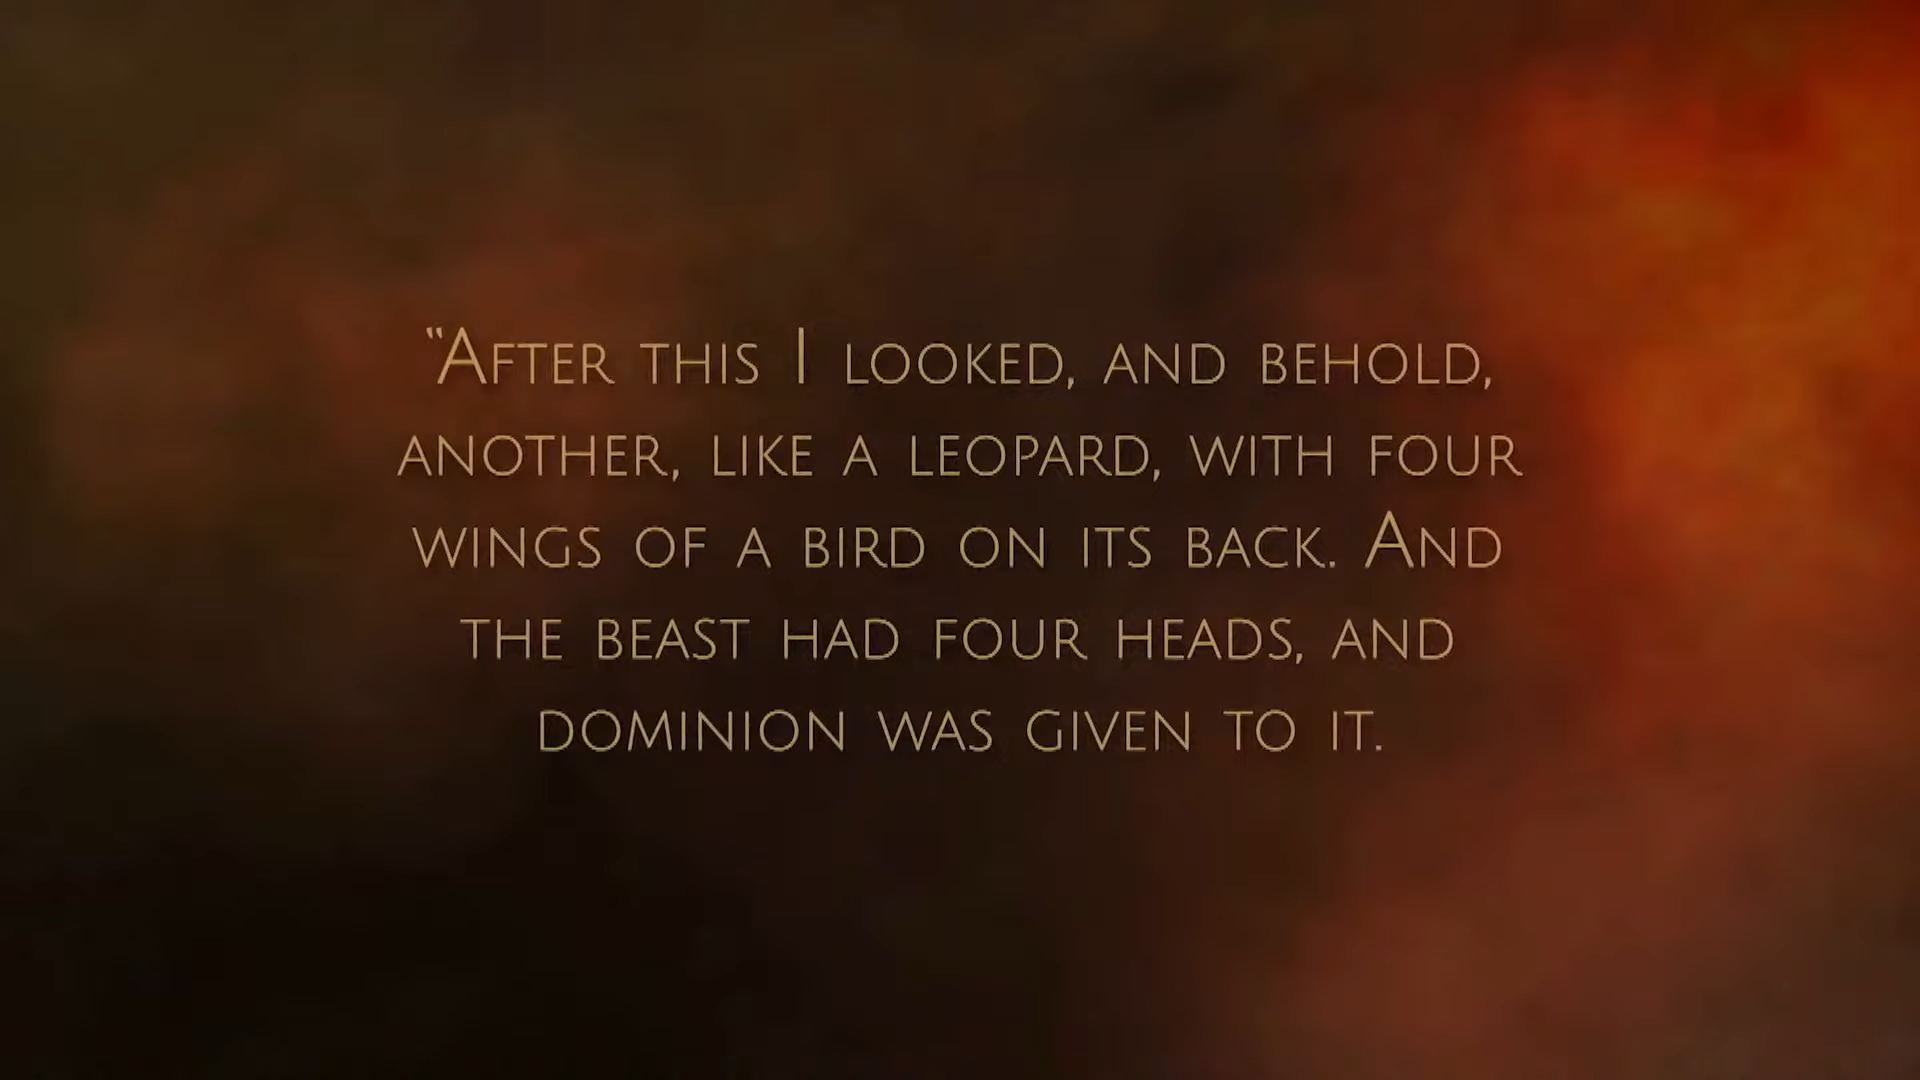 “After this I looked, and behold,
another, like a leopard, with four
wings of a bird on its back. And
the beast had four heads, and
dominion was given to it.